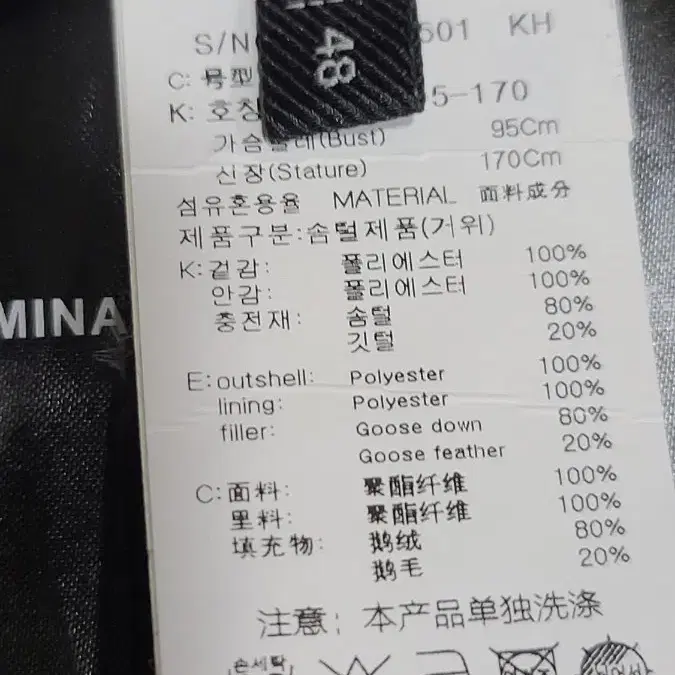 48
S/N 501 KH
C: 号型
K: 호칭 5-170
가슴둘레(Bust) 95Cm
신장(Stature) 170Cm
섬유혼용율 MATERIAL 面料成分
제품구분:솜털제품(거위)
K:겉감: 폴리에스터 100%
안감: 폴리에스터 100%
충전재: 솜털 80%
깃털 20%
MINA
E:outshell: Polyester 100%
lining: Polyester 100%
filler: Goose down 80%
Goose feather 20%
C:面料: 聚酯纤维 100%
里料: 聚酯纤维 100%
填充物: 鹅绒 80%
鹅毛 20%
注意: 本产品单独洗涤
손세탁